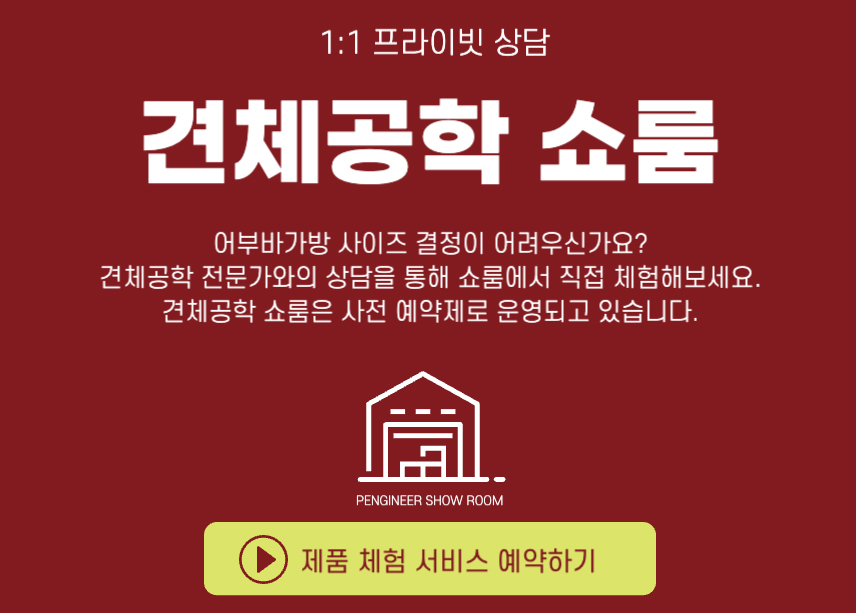 1:1 프라이빗 상담
견체공학 쇼룸
어부바가방 사이즈 결정이 어려우신가요?
견체공학 전문가와의 상담을 통해 쇼룸에서 직접 체험해보세요.
견체공학 쇼룸은 사전 예약제로 운영되고 있습니다.
PENGINEER SHOW ROOM
제품 체험 서비스 예약하기